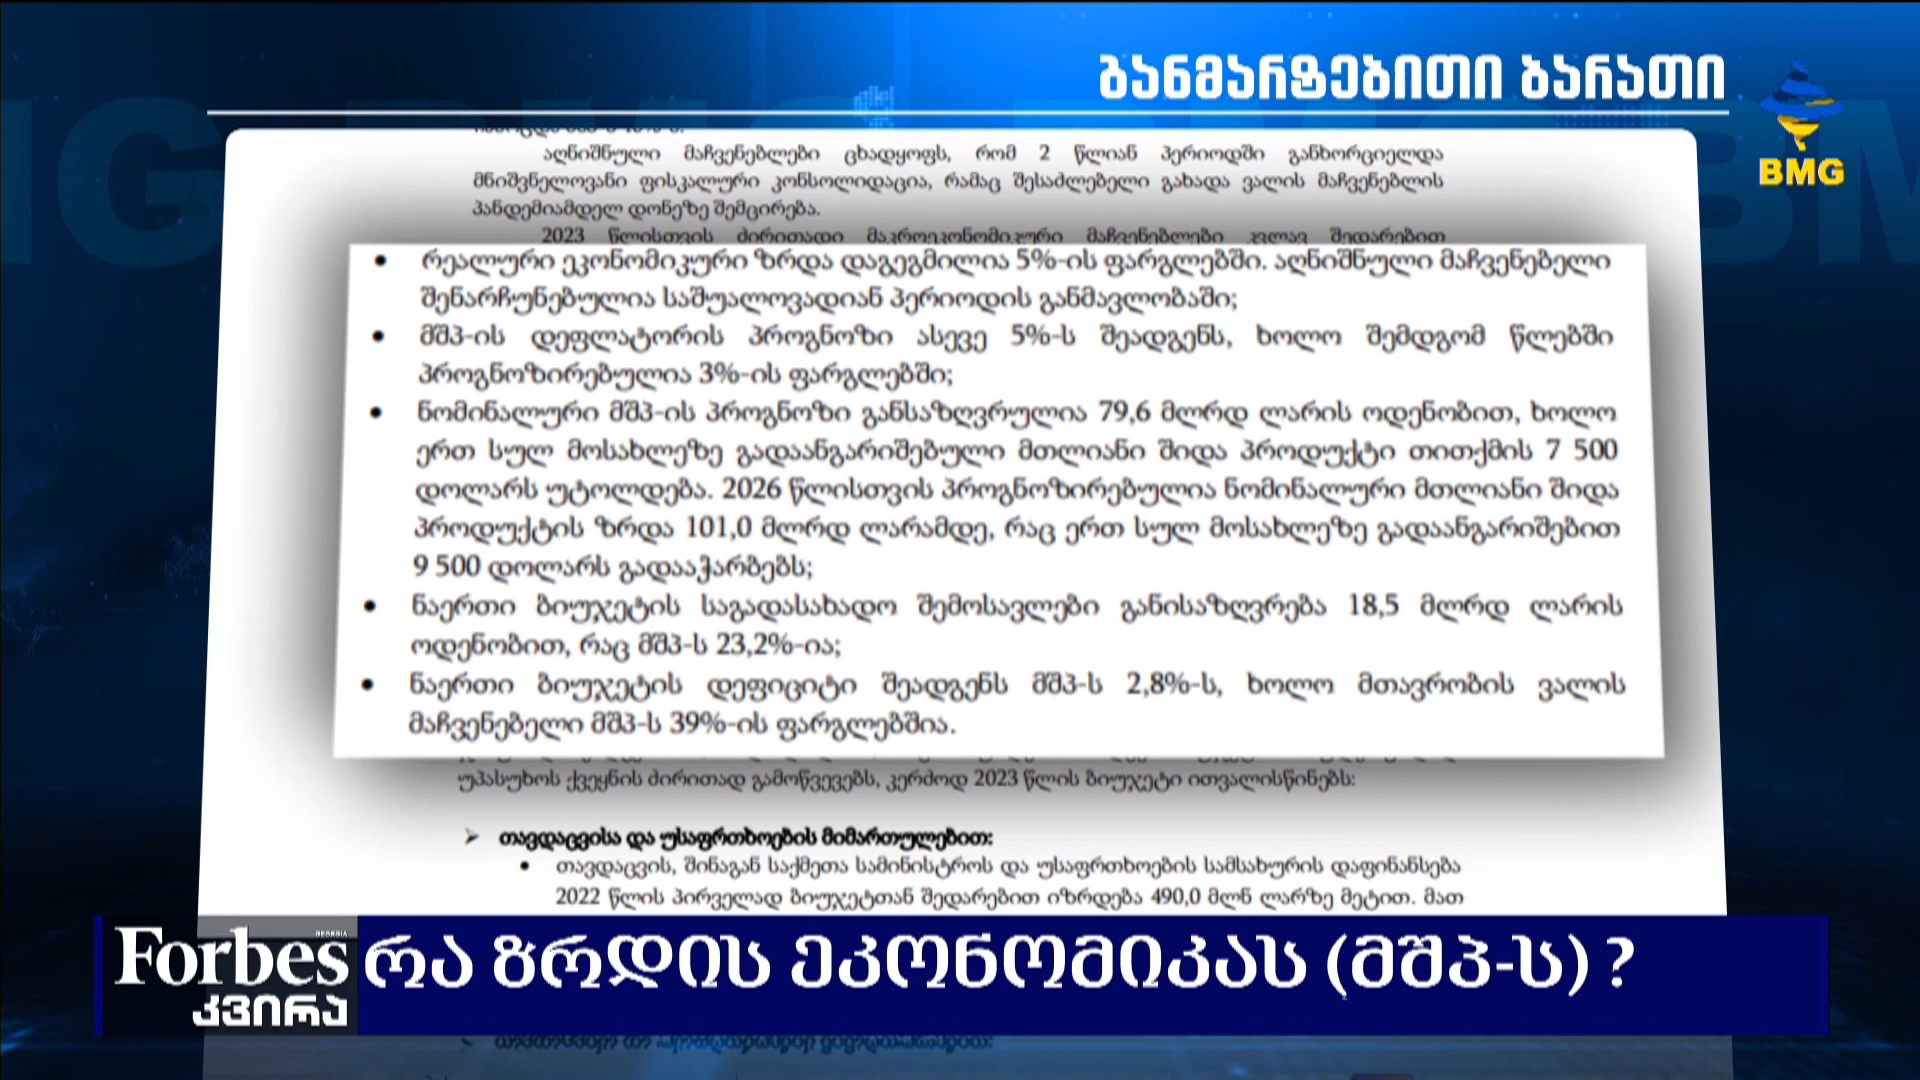 განმარტებითი ბარათი
BMG
აღნიშნული მაჩვენებლები ცხადყოფს, რომ 2 წლიან პერიოდში განხორციელდა
მნიშვნელოვანი ფისკალური კონსოლიდაცია, რამაც შესაძლებელი გახადა ვალის მაჩვენებლის
პანდემიამდელ დონეზე შემცირება.
2023 წლისთვის ძირითადი მაკროეკონომიკური მაჩვენებლები კვლავ შედარებით
• რეალური ეკონომიკური ზრდა დაგეგმილია 5%-ის ფარგლებში. აღნიშნული მაჩვენებელი
შენარჩუნებულია საშუალოვადიან პერიოდის განმავლობაში;
• მშპ-ის დეფლატორის პროგნოზი ასევე 5%-ს შეადგენს, ხოლო შემდგომ წლებში
პროგნოზირებულია 3%-ის ფარგლებში;
• ნომინალური მშპ-ის პროგნოზი განსაზღვრულია 79,6 მლრდ ლარის ოდენობით, ხოლო
ერთ სულ მოსახლეზე გადაანგარიშებული მთლიანი შიდა პროდუქტი თითქმის 7 500
დოლარს უტოლდება. 2026 წლისთვის პროგნოზირებულია ნომინალური მთლიანი შიდა
პროდუქტის ზრდა 101,0 მლრდ ლარამდე, რაც ერთ სულ მოსახლეზე გადაანგარიშებით
9 500 დოლარს გადააჭარბებს;
• ნაერთი ბიუჯეტის საგადასახადო შემოსავლები განისაზღვრება 18,5 მლრდ ლარის
ოდენობით, რაც მშპ-ს 23,2%-ია;
• ნაერთი ბიუჯეტის დეფიციტი შეადგენს მშპ-ს 2,8%-ს, ხოლო მთავრობის ვალის
მაჩვენებელი მშპ-ს 39%-ის ფარგლებშია.
უპასუხოს ქვეყნის ძირითად გამოწვევებს, კერძოდ 2023 წლის ბიუჯეტი ითვალისწინებს:
➢ თავდაცვისა და უსაფრთხოების მიმართულებით:
• თავდაცვის, შინაგან საქმეთა სამინისტროს და უსაფრთხოების სამსახურის დაფინანსება
2022 წლის პირველად ბიუჯეტთან შედარებით იზრდება 490,0 მლნ ლარზე მეტით. მათ
Forbes
GEORGIA
კვირა
რა ზრდის ეკონომიკას (მშპ-ს) ?